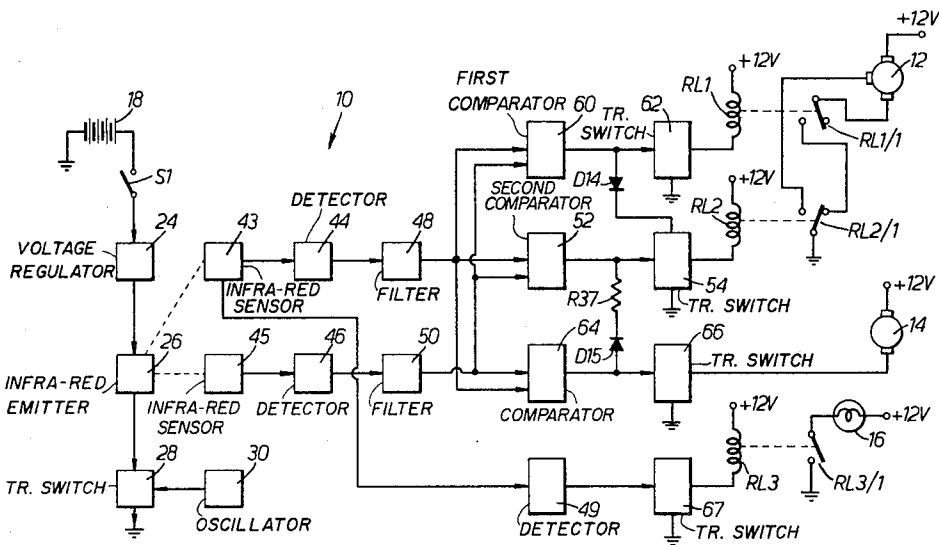 +12V
18
10
FIRST
COMPARATOR
60
TR.
SWITCH
62
+12V
RL1
12
RL1/1
S1
D14
SECOND
COMPARATOR
+12V
RL2
24
VOLTAGE
REGULATOR
43
INFRA-RED
SENSOR
DETECTOR
44
48
FILTER
52
54
TR. SWITCH
RL2/1
R37
+12V
14
26
INFRA-RED
EMITTER
45
INFRA-RED
SENSOR
46
DETECTOR
50
FILTER
64
COMPARATOR
D15
66
TR. SWITCH
+12V
RL3
+12V
16
RL3/1
28
TR. SWITCH
30
OSCILLATOR
49
DETECTOR
67
TR. SWITCH